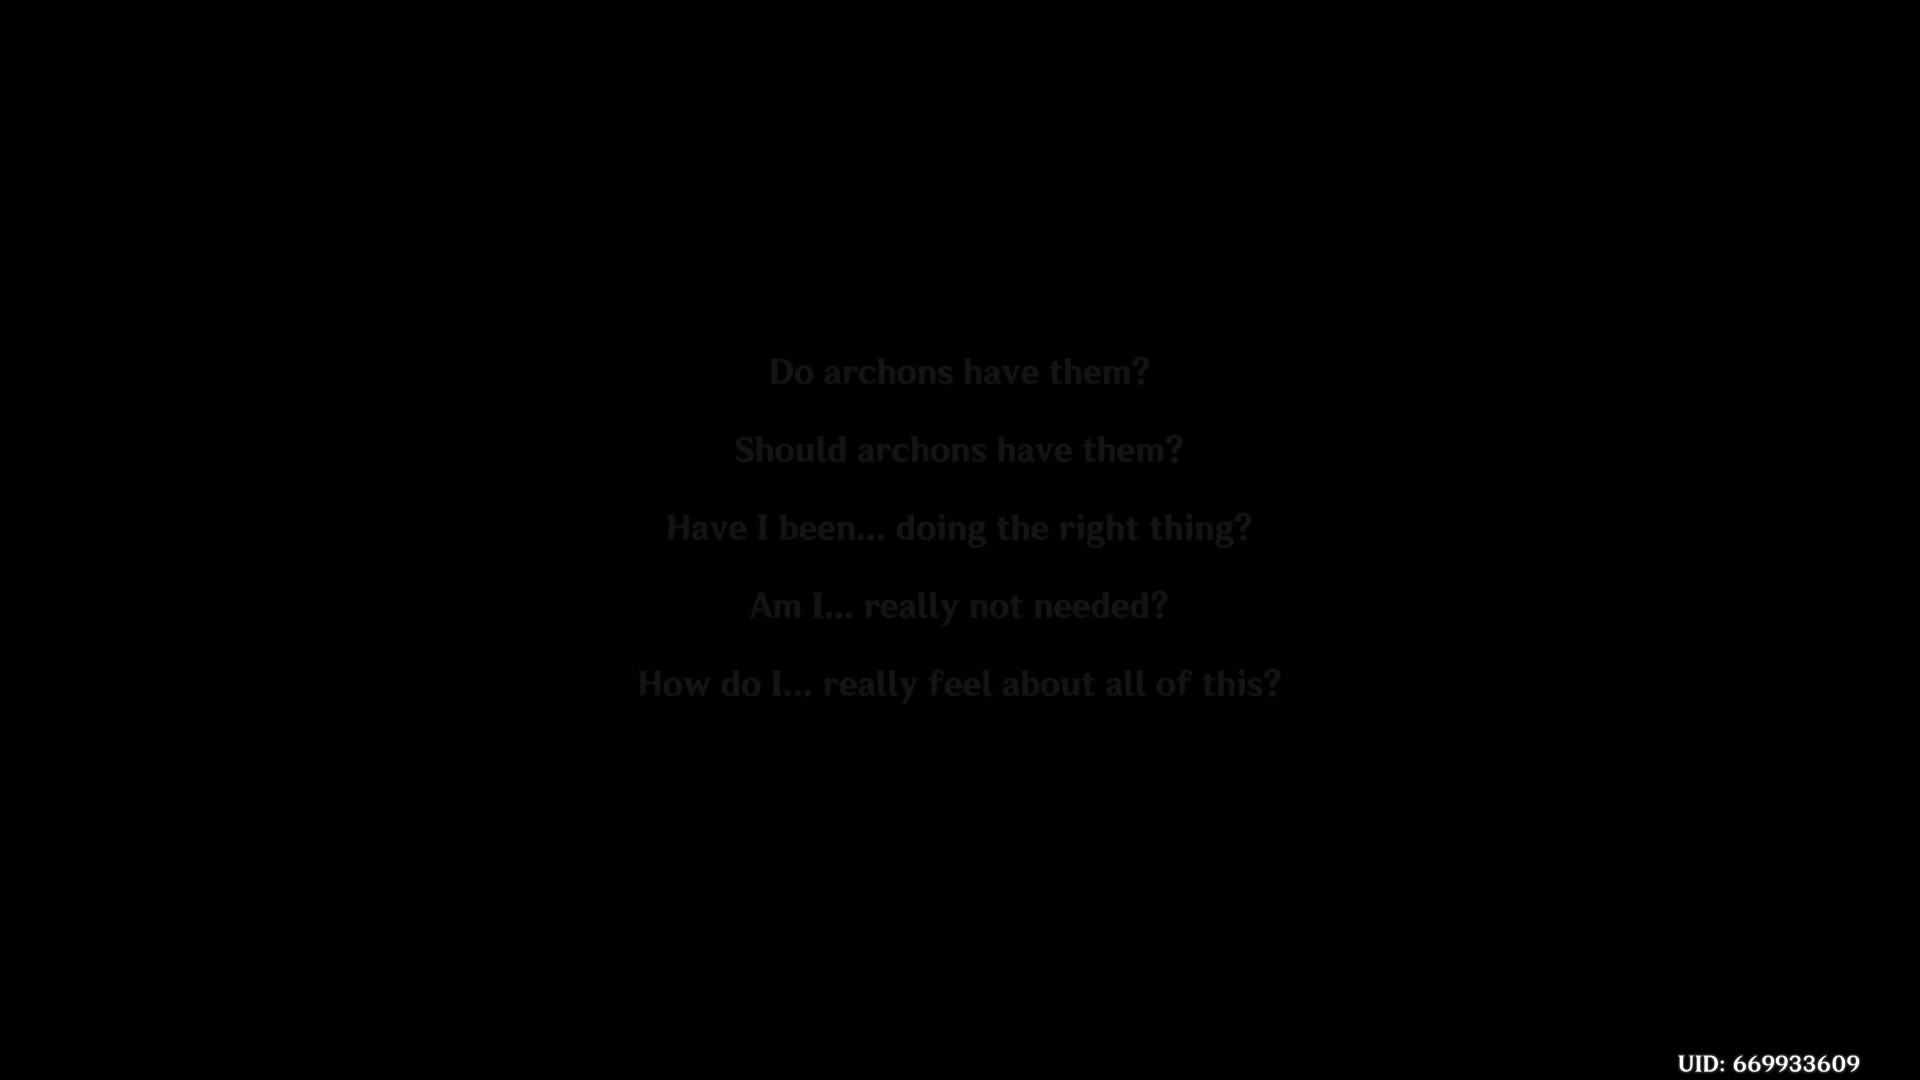 Do archons have them?
Should archons have them?
Have I been... doing the right thing?
Am I... really not needed?
How do I... really feel about all of this?
UID: 669933609